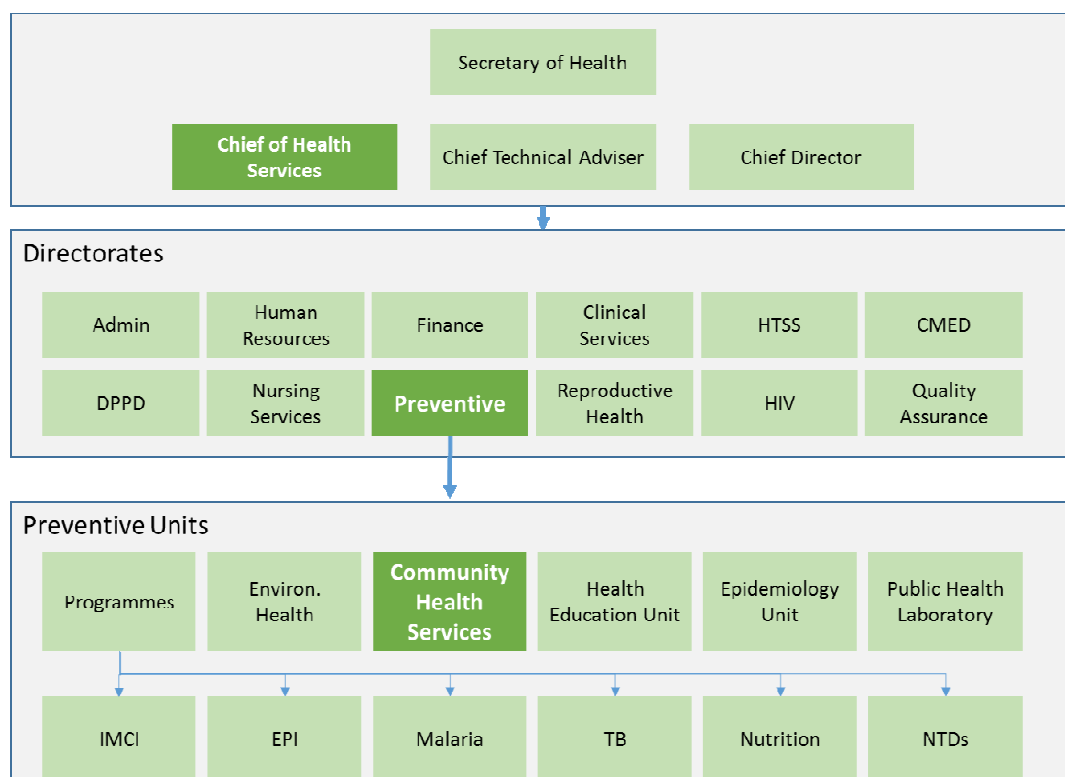 Secretary of Health
Chief of Health
Services
Chief Technical Adviser
Chief Director
Directorates
Admin
Human
Resources
Finance
Clinical
Services
HTSS
CMED
DPPD
Nursing
Services
Preventive
Reproductive
Health
HIV
Quality
Assurance
Preventive Units
Programmes
Environ.
Health
Community
Health
Services
Health
Education Unit
Epidemiology
Unit
Public Health
Laboratory
IMCI
EPI
Malaria
TB
Nutrition
NTDs